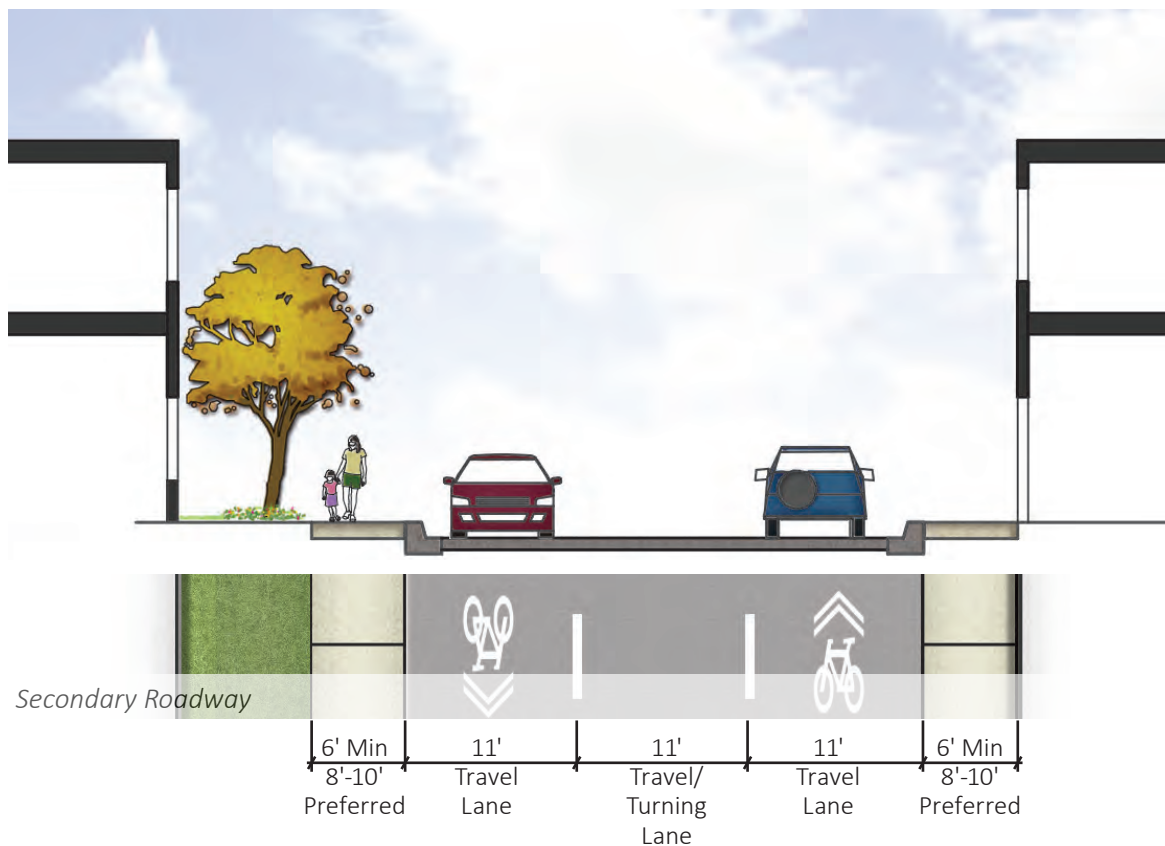 Secondary Roadway
6' Min
8'-10'
Preferred
11'
Travel
Lane
11'
Travel/
Turning
Lane
11'
Travel
Lane
6' Min
8'-10'
Preferred